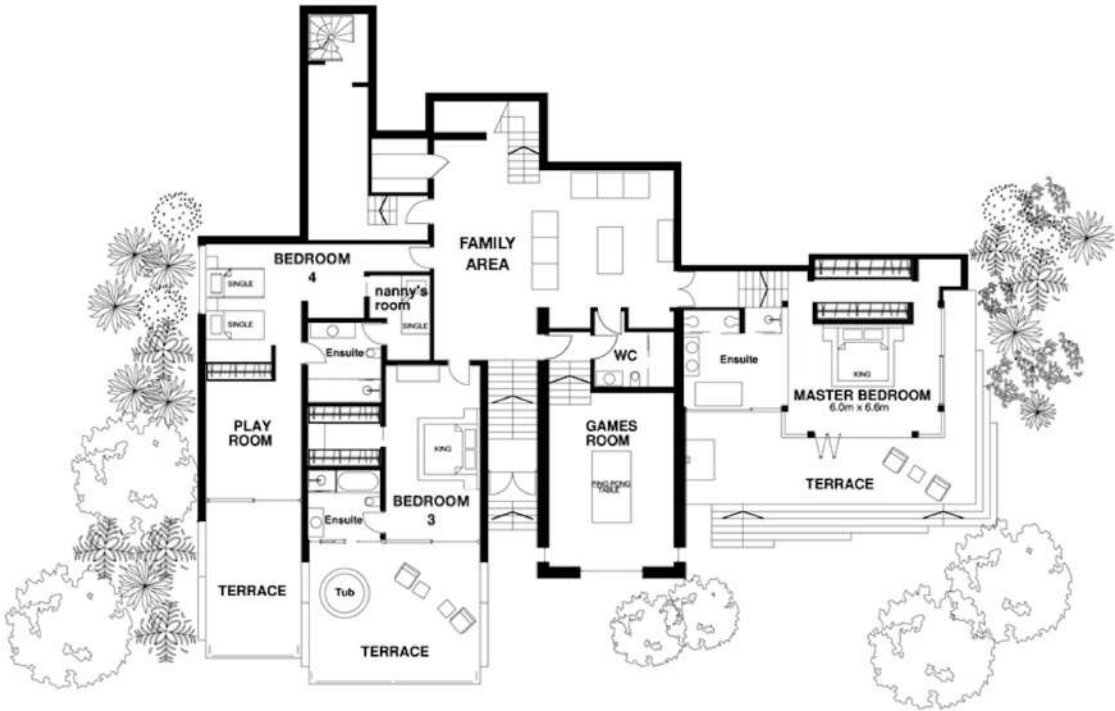 BEDROOM
4
SINGLE
SINGLE
nanny's
room
SINGLE
Ensuite
FAMILY
AREA
WC
Ensuite
KING
MASTER BEDROOM
6.0m x 6.6m
PLAY
ROOM
KING
BEDROOM
3
Ensuite
GAMES
ROOM
PING-PONG
TABLE
TERRACE
TERRACE
Tub
TERRACE